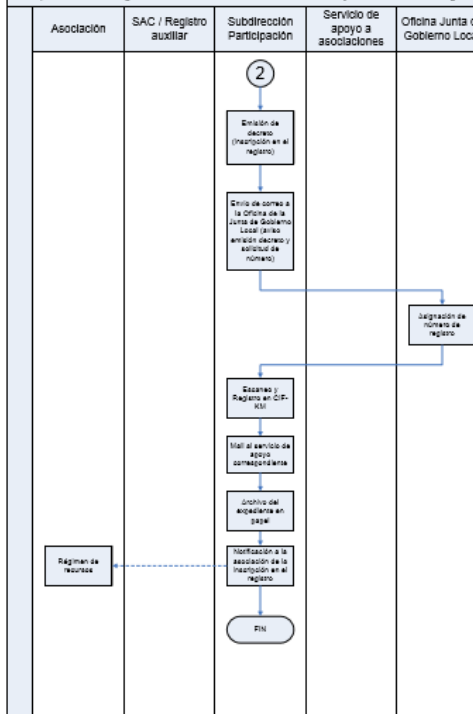 Asociación
SAC / Registro
auxiliar
Subdirección
Participación
Servicio de
apoyo a
asociaciones
Oficina Junta
Gobierno
2
Emisión de
decreto
(inscripción en el
registro)
Envío de correo a
la Oficina de la
Junta de Gobierno
Local (aviso
emisión decreto y
solicitud de
número)
Asignación de
número de
registro
Escaneo y
Registro en CIF-
KM
Mail al servicio de
apoyo
correspondiente
Archivo del
expediente en
papel
Notificación a la
asociación de la
inscripción en el
registro
Régimen de
recursos
FIN